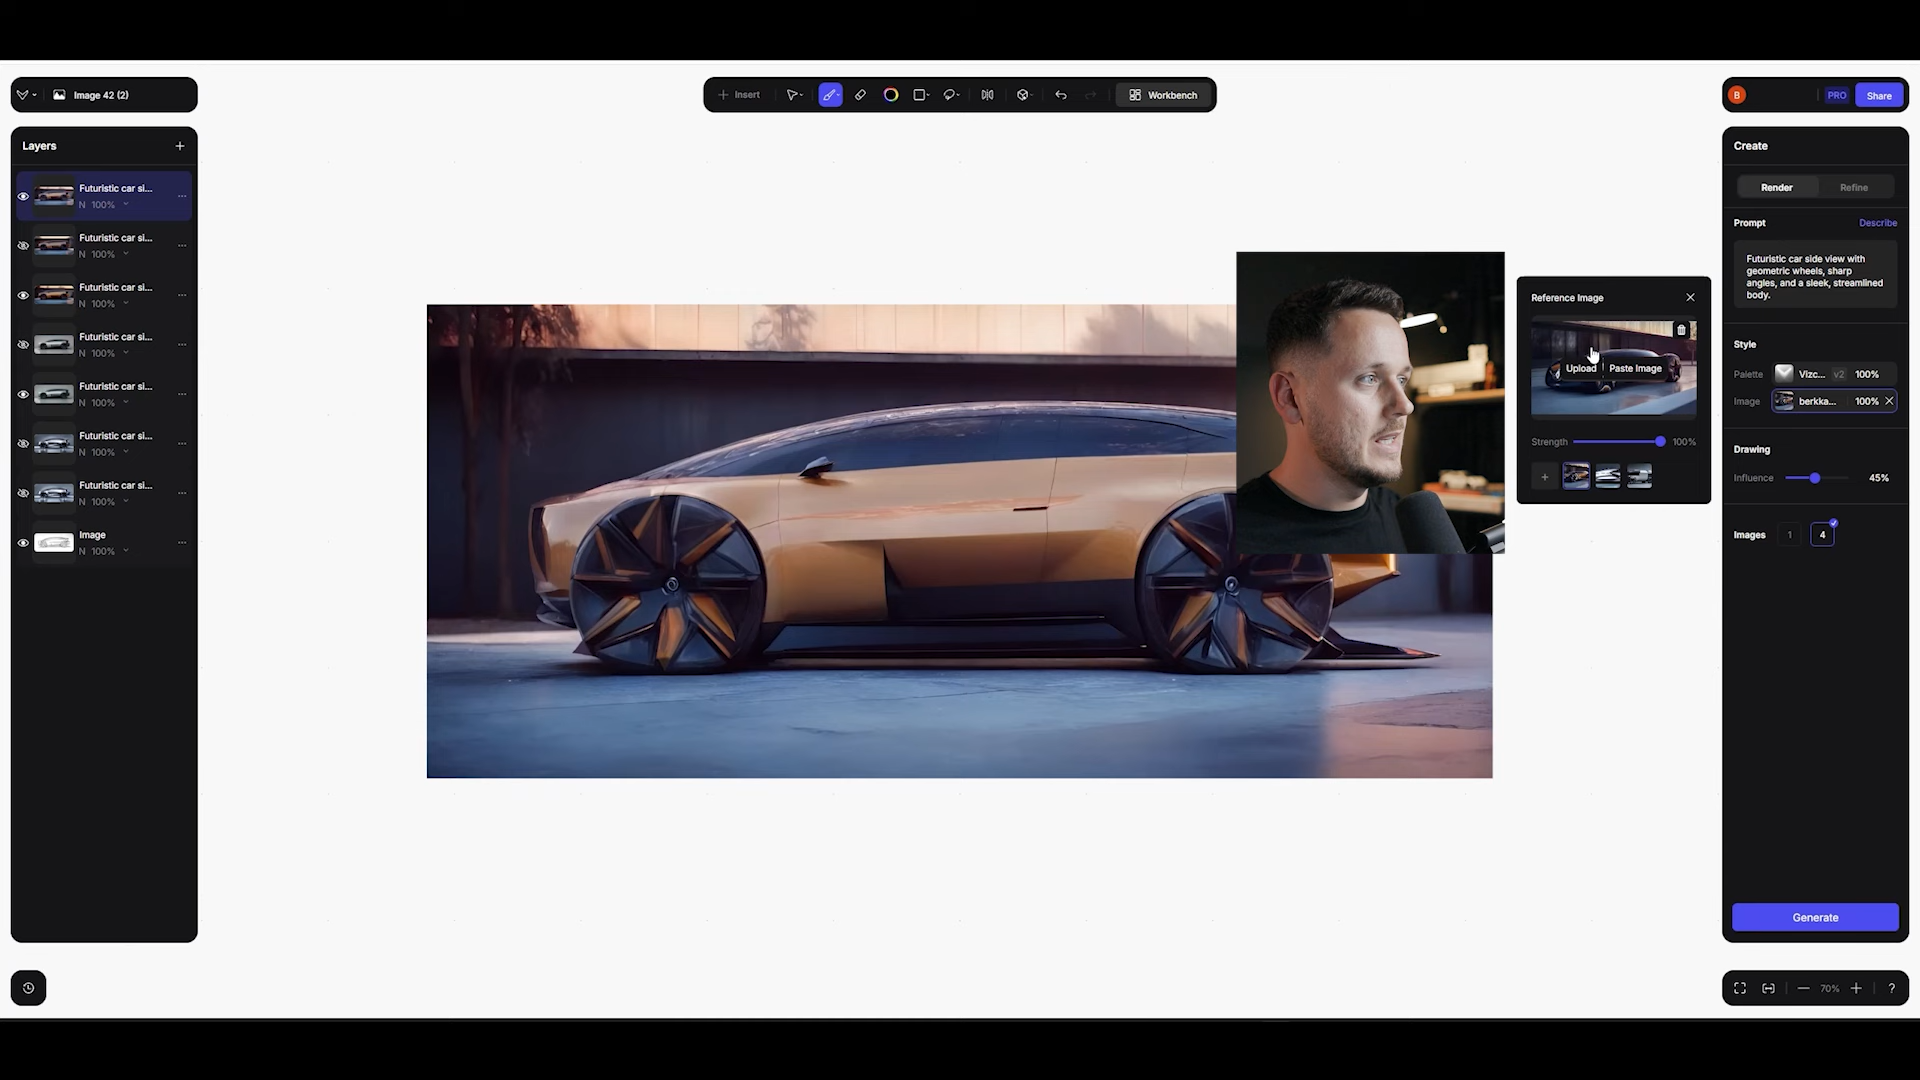 Image 42 (2)
Insert
Workbench
B
PRO
Share
Layers
Futuristic car si...
N 100%
Futuristic car si...
N 100%
Futuristic car si...
N 100%
Futuristic car si...
N 100%
Futuristic car si...
N 100%
Futuristic car si...
N 100%
Futuristic car si...
N 100%
Image
N 100%
Reference Image
Upload
Paste Image
Strength
100%
Create
Render
Refine
Prompt
Describe
Futuristic car side view with
geometric wheels, sharp
angles, and a sleek, streamlined
body.
Style
Palette
Vizc...
v2
100%
Image
berkka...
100%
Drawing
Influence
45%
Images
1
4
Generate
70%
?